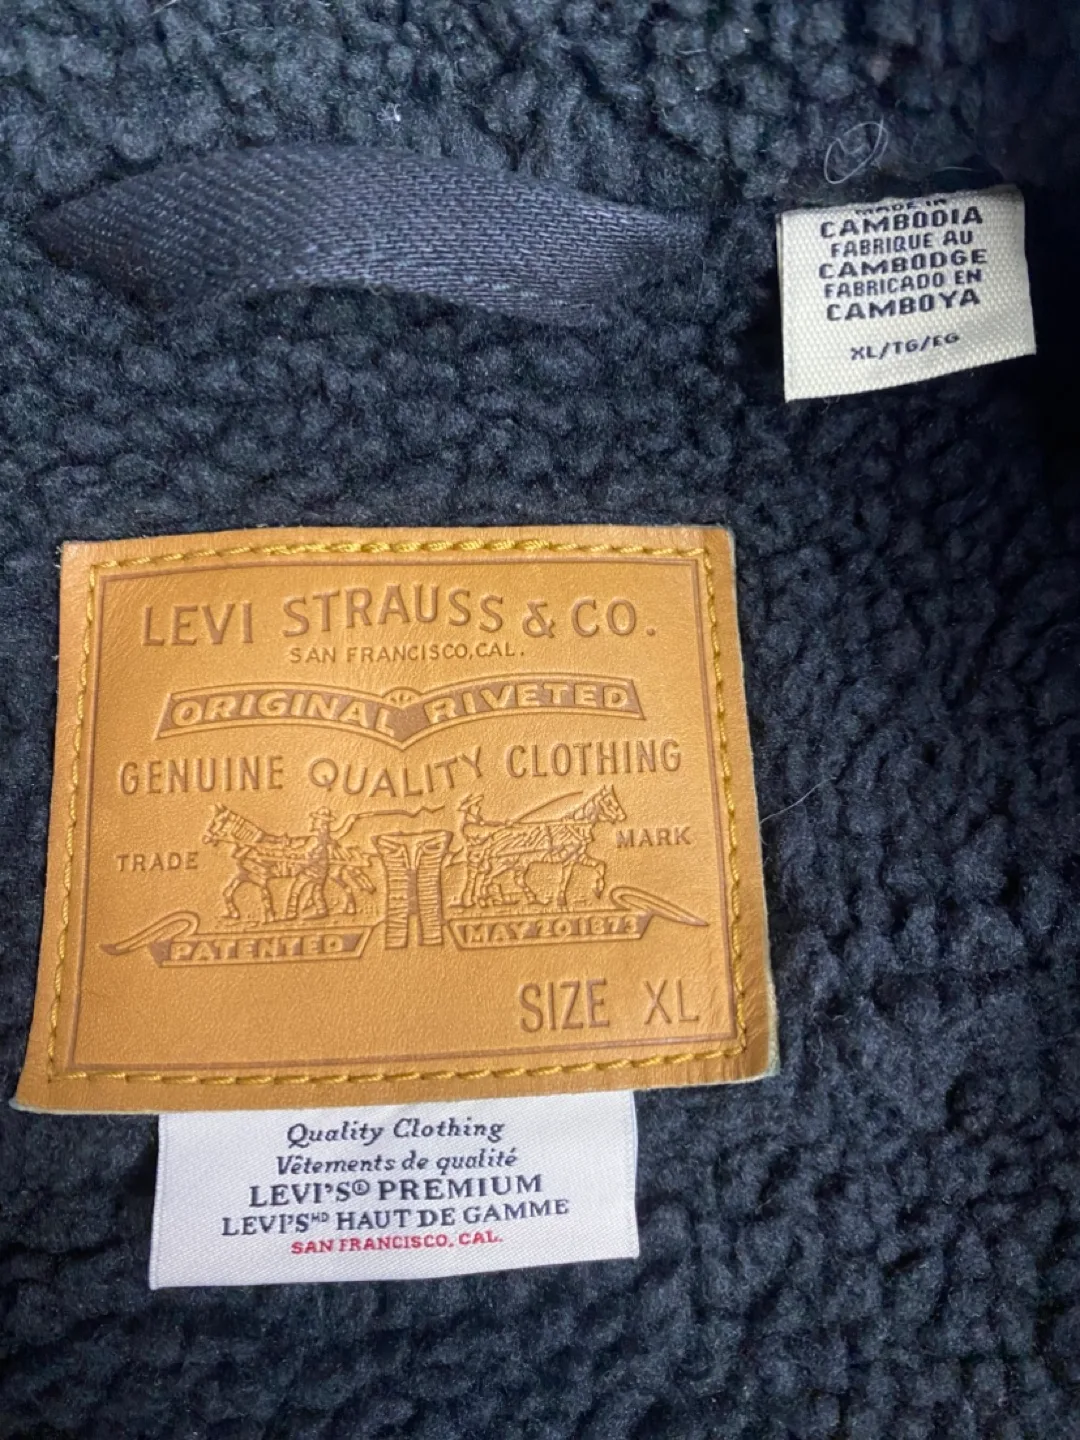 MADE IN
CAMBODIA
FABRIQUE AU
CAMBODGE
FABRICADO EN
CAMBOYA
XL/TG/EG
LEVI STRAUSS & CO.
SAN FRANCISCO, CAL.
ORIGINAL RIVETED
GENUINE QUALITY CLOTHING
TRADE MARK
PATENTED MAY 20 1873
SIZE XL
Quality Clothing
Vêtements de qualité
LEVI'S® PREMIUM
LEVI'S HAUT DE GAMME
SAN FRANCISCO, CAL.